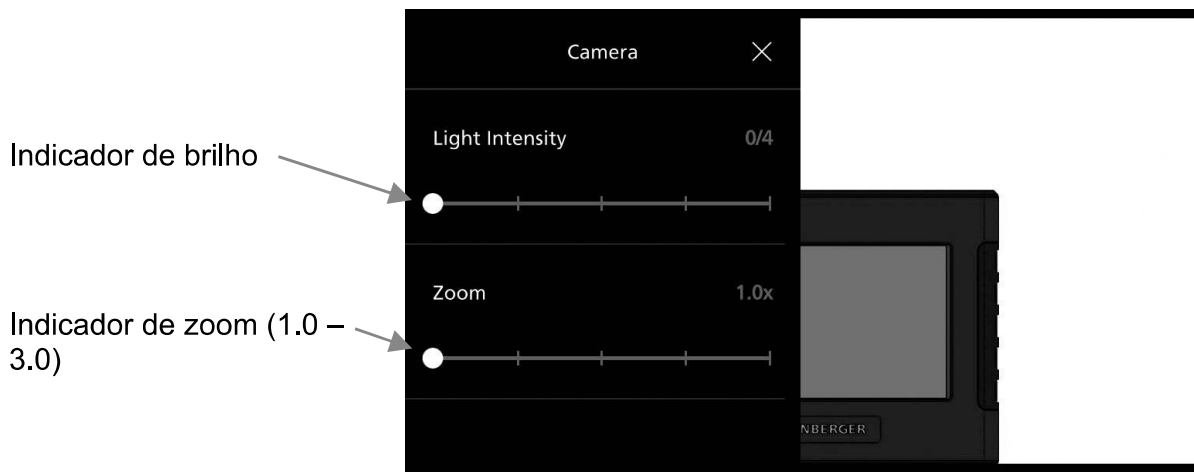 Camera
Light Intensity 0/4
Indicador de brilho
Zoom 1.0x
Indicador de zoom (1.0 –
3.0)
NBERGER